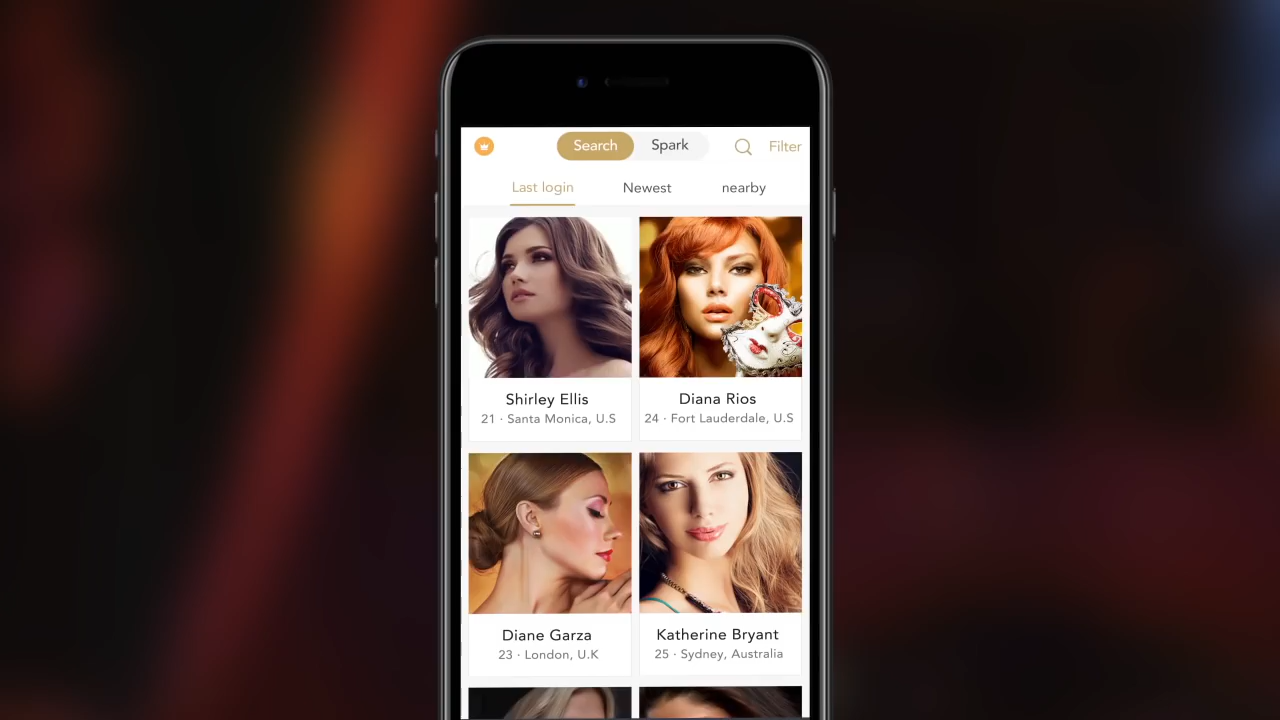 Search Spark Filter
Last login Newest nearby
Shirley Ellis
21 · Santa Monica, U.S
Diana Rios
24 · Fort Lauderdale, U.S
Diane Garza
23 · London, U.K
Katherine Bryant
25 · Sydney, Australia